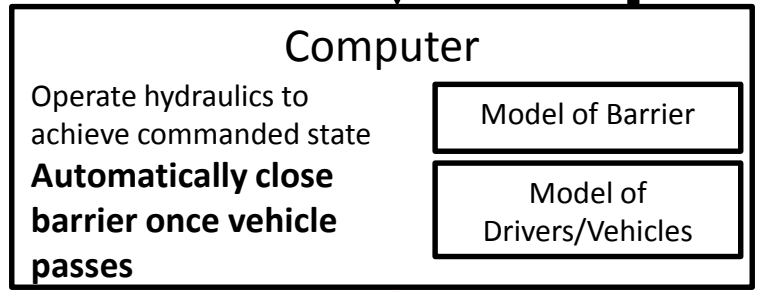 Computer
Operate hydraulics to
achieve commanded state
Automatically close
barrier once vehicle
passes
Model of Barrier
Model of
Drivers/Vehicles